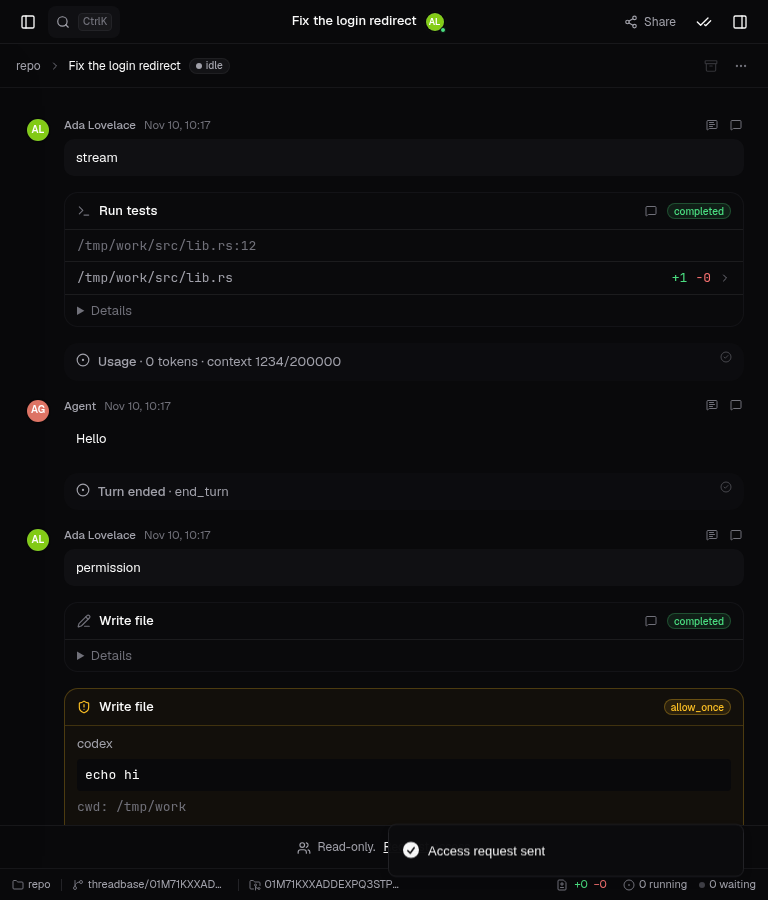 CtrlK
Fix the login redirect
AL
Share
repo
Fix the login redirect
idle
AL
Ada Lovelace
Nov 10, 10:17
stream
Run tests
completed
/tmp/work/src/lib.rs:12
/tmp/work/src/lib.rs
+1 -0
Details
Usage · 0 tokens · context 1234/200000
AG
Agent
Nov 10, 10:17
Hello
Turn ended · end_turn
AL
Ada Lovelace
Nov 10, 10:17
permission
Write file
completed
Details
Write file
allow_once
codex
echo hi
cwd: /tmp/work
Read-only.
Access request sent
repo
threadbase/01M71KXXAD…
01M71KXXADDEXPQ3STP…
+0 −0
0 running
0 waiting